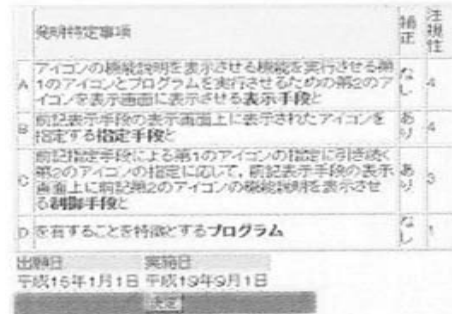 発明特定事項
補正
注視性
A アイコンの機能説明を表示させる機能を実行させる第
1のアイコンとプログラムを実行させるための第2のア
イコンを表示画面に表示させる表示手段と
なし 4
B 前記表示手段の表示画面上に表示されたアイコンを
指定する指定手段と
あり 4
C 前記指定手段による第1のアイコンの指定に引き続く
第2のアイコンの指定に応じて、前記表示手段の表示
画面上に前記第2のアイコンの機能説明を表示させ
る制御手段と
あり 3
D を有することを特徴とするプログラム
なし 1
出願日 実施日
平成15年1月1日 平成19年9月1日
決定